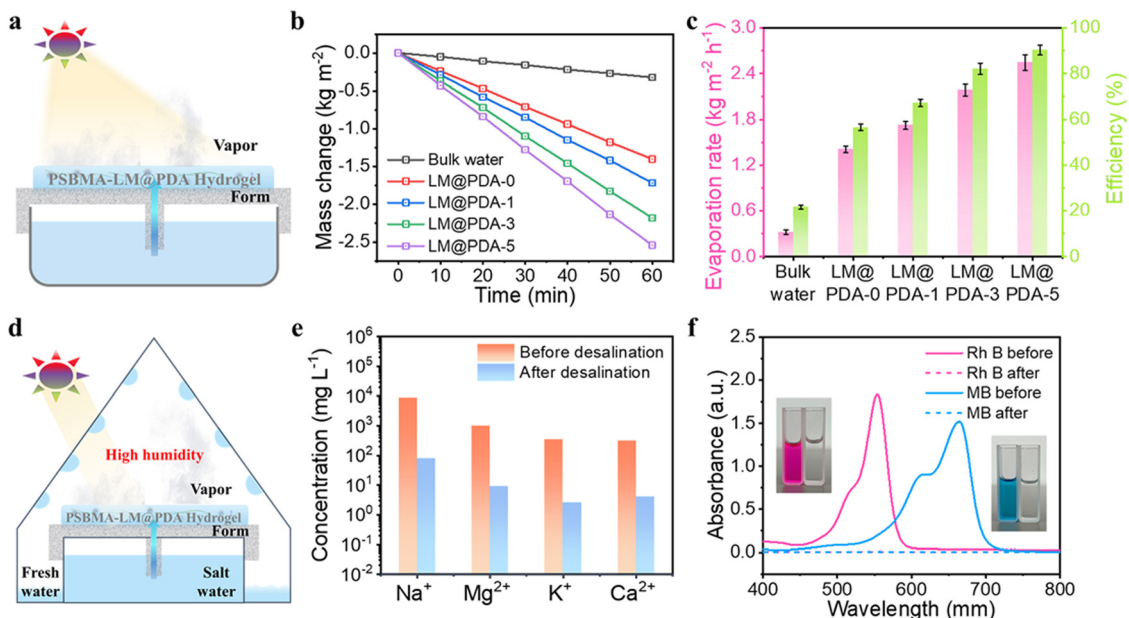 a
Vapor
PSBMA-LM@PDA Hydrogel
Form
b
Mass change (kg m⁻²)
0.0
-0.5
-1.0
-1.5
-2.0
-2.5
Bulk water
LM@PDA-0
LM@PDA-1
LM@PDA-3
LM@PDA-5
0 10 20 30 40 50 60
Time (min)
c
Evaporation rate (kg m⁻² h⁻¹)
3.0
2.4
1.8
1.2
0.6
0.0
100
80
60
40
20
0
Efficiency (%)
Bulk water
LM@ PDA-0
LM@ PDA-1
LM@ PDA-3
LM@ PDA-5
d
High humidity
Vapor
PSBMA-LM@PDA Hydrogel
Form
Fresh water
Salt water
e
Concentration (mg L⁻¹)
10⁶
10⁵
10⁴
10³
10²
10¹
10⁰
10⁻¹
10⁻²
Before desalination
After desalination
Na⁺ Mg²⁺ K⁺ Ca²⁺
f
Absorbance (a.u.)
2.5
2.0
1.5
1.0
0.5
0.0
Rh B before
Rh B after
MB before
MB after
400 500 600 700 800
Wavelength (mm)